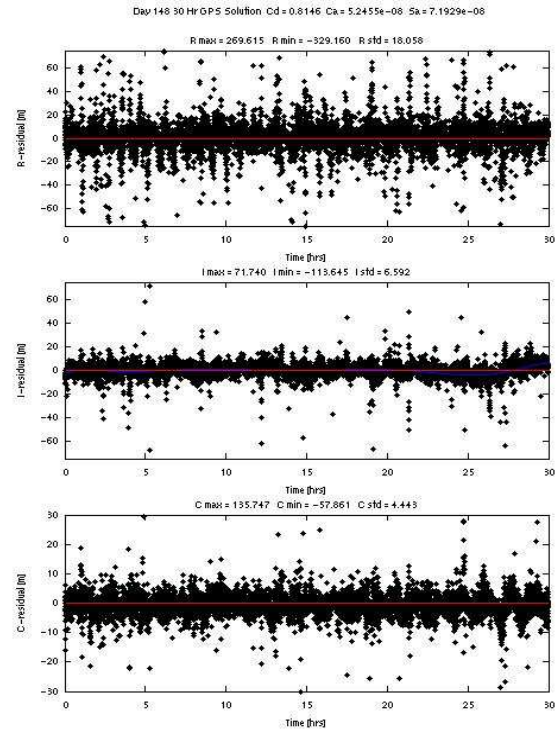 Day 148 30 Hr GPS Solution Cd = 0.8146 Ca = 5.2455e-08 Sa = 7.1929e-08
R max = 269.615 R min = -329.160 R std = 18.058
60
40
20
0
-20
-40
-60
R-residual [m]
0 5 10 15 20 25 30
Time [hrs]
I max = 71.740 I min = -113.645 I std = 6.592
60
40
20
0
-20
-40
-60
I-residual [m]
0 5 10 15 20 25 30
Time [hrs]
C max = 135.747 C min = -57.861 C std = 4.443
30
20
10
0
-10
-20
-30
C-residual [m]
0 5 10 15 20 25 30
Time [hrs]